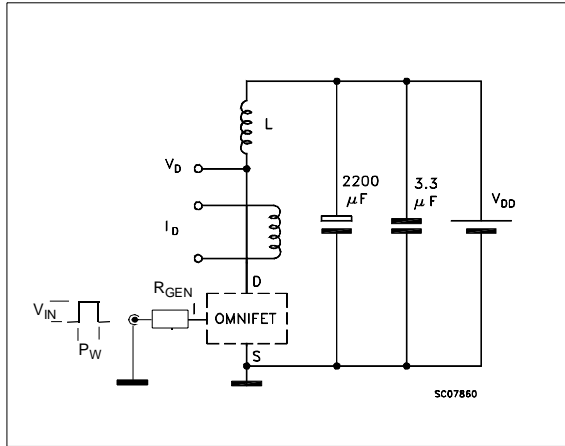 L
V_D
2200
μF
3.3
μF
V_DD
I_D
D
R_GEN
I
V_IN
OMNIFET
P_W
S
SC07860